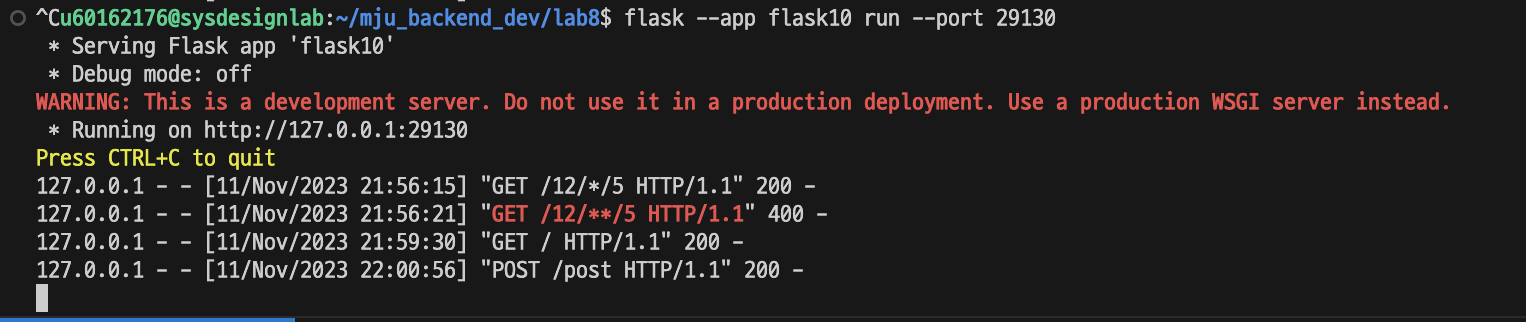 ^Cu60162176@sysdesignlab:~/mju_backend_dev/lab8$ flask --app flask10 run --port 29130
 * Serving Flask app 'flask10'
 * Debug mode: off
WARNING: This is a development server. Do not use it in a production deployment. Use a production WSGI server instead.
 * Running on http://127.0.0.1:29130
Press CTRL+C to quit
127.0.0.1 - - [11/Nov/2023 21:56:15] "GET /12/*/5 HTTP/1.1" 200 -
127.0.0.1 - - [11/Nov/2023 21:56:21] "GET /12/**/5 HTTP/1.1" 400 -
127.0.0.1 - - [11/Nov/2023 21:59:30] "GET / HTTP/1.1" 200 -
127.0.0.1 - - [11/Nov/2023 22:00:56] "POST /post HTTP/1.1" 200 -